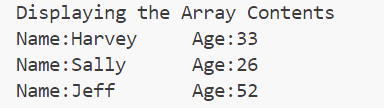 Displaying the Array Contents
Name:Harvey    Age:33
Name:Sally     Age:26
Name:Jeff      Age:52